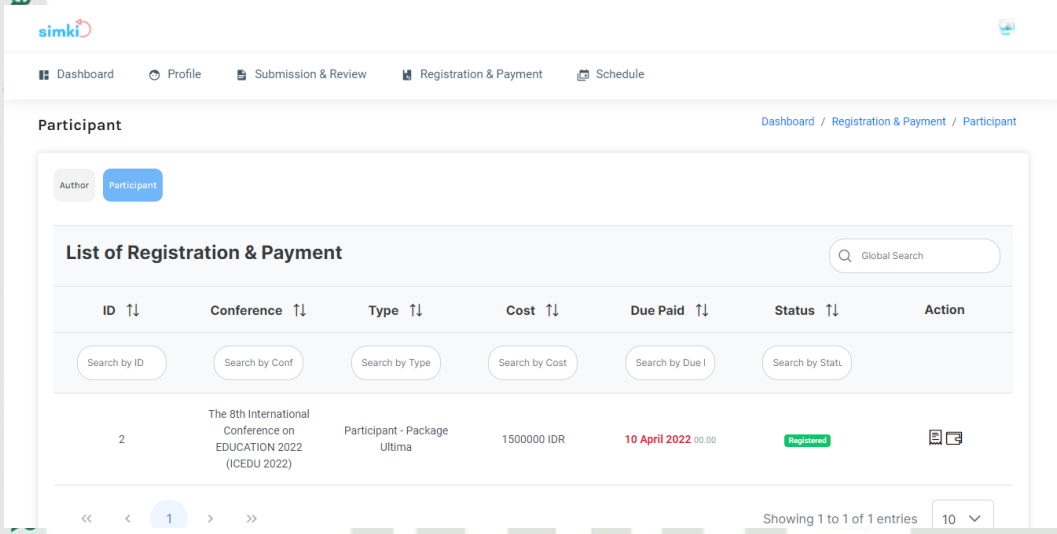 simki
Dashboard Profile Submission & Review Registration & Payment Schedule
Participant
Dashboard / Registration & Payment / Participant
Author Participant
List of Registration & Payment
Global Search
ID Conference Type Cost Due Paid Status Action
Search by ID Search by Conf Search by Type Search by Cost Search by Due Search by Statu
2
The 8th International
Conference on
EDUCATION 2022
(ICEDU 2022)
Participant - Package
Ultima
1500000 IDR
10 April 2022 00.00
Registered
<< < 1 > >>
Showing 1 to 1 of 1 entries 10